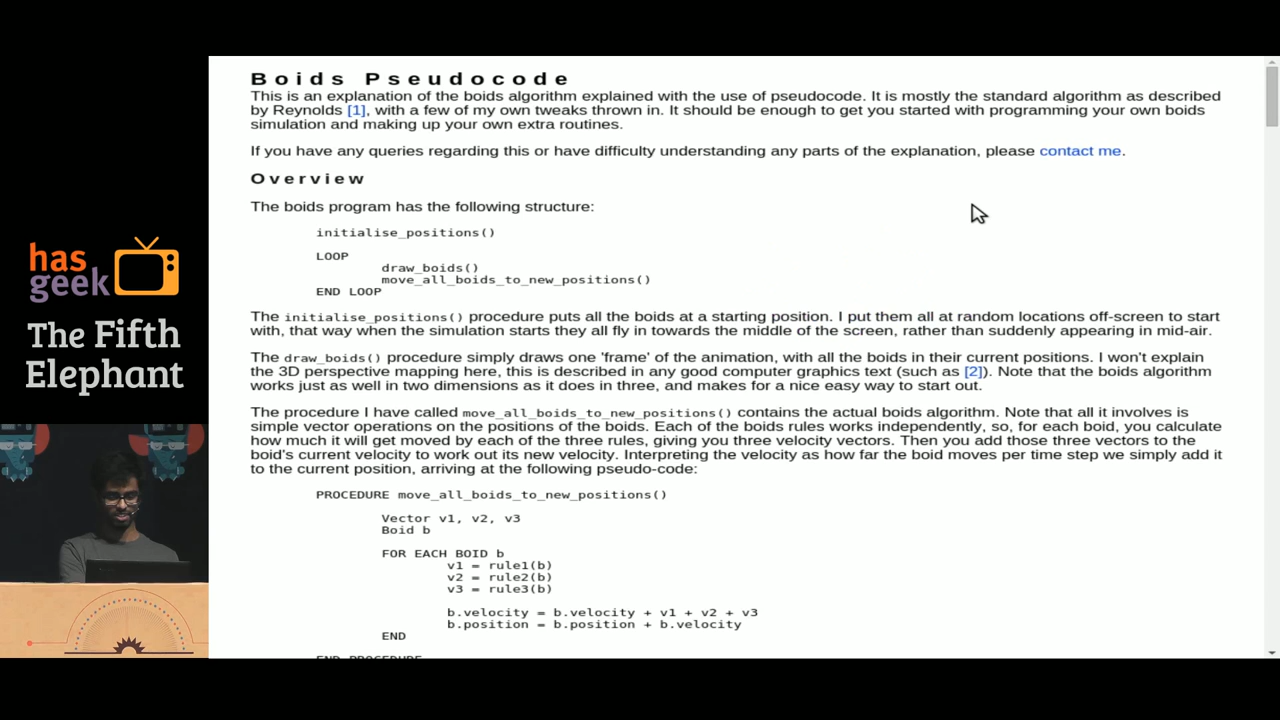 has
geek
The Fifth
Elephant
Boids Pseudocode
This is an explanation of the boids algorithm explained with the use of pseudocode. It is mostly the standard algorithm as described
by Reynolds [1], with a few of my own tweaks thrown in. It should be enough to get you started with programming your own boids
simulation and making up your own extra routines.
If you have any queries regarding this or have difficulty understanding any parts of the explanation, please contact me.
Overview
The boids program has the following structure:
initialise_positions()
LOOP
draw_boids()
move_all_boids_to_new_positions()
END LOOP
The initialise_positions() procedure puts all the boids at a starting position. I put them all at random locations off-screen to start
with, that way when the simulation starts they all fly in towards the middle of the screen, rather than suddenly appearing in mid-air.
The draw_boids() procedure simply draws one 'frame' of the animation, with all the boids in their current positions. I won't explain
the 3D perspective mapping here, this is described in any good computer graphics text (such as [2]). Note that the boids algorithm
works just as well in two dimensions as it does in three, and makes for a nice easy way to start out.
The procedure I have called move_all_boids_to_new_positions() contains the actual boids algorithm. Note that all it involves is
simple vector operations on the positions of the boids. Each of the boids rules works independently, so, for each boid, you calculate
how much it will get moved by each of the three rules, giving you three velocity vectors. Then you add those three vectors to the
boid's current velocity to work out its new velocity. Interpreting the velocity as how far the boid moves per time step we simply add it
to the current position, arriving at the following pseudo-code:
PROCEDURE move_all_boids_to_new_positions()
Vector v1, v2, v3
Boid b
FOR EACH BOID b
v1 = rule1(b)
v2 = rule2(b)
v3 = rule3(b)
b.velocity = b.velocity + v1 + v2 + v3
b.position = b.position + b.velocity
END
END PROCEDURE